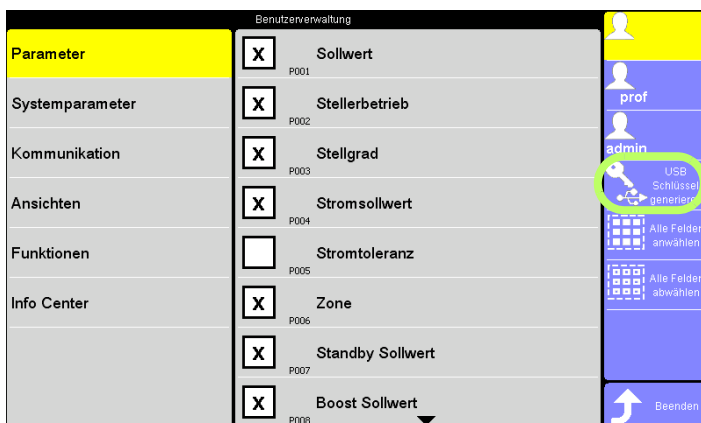 Benutzerverwaltung
Parameter
Systemparameter
Kommunikation
Ansichten
Funktionen
Info Center
X Sollwert
P001
X Stellerbetrieb
P002
X Stellgrad
P003
X Stromsollwert
P004
Stromtoleranz
P005
X Zone
P006
X Standby Sollwert
P007
X Boost Sollwert
P008
prof
admin
USB
Schlüssel
generieren
Alle Felder
anwählen
Alle Felder
abwählen
Beenden